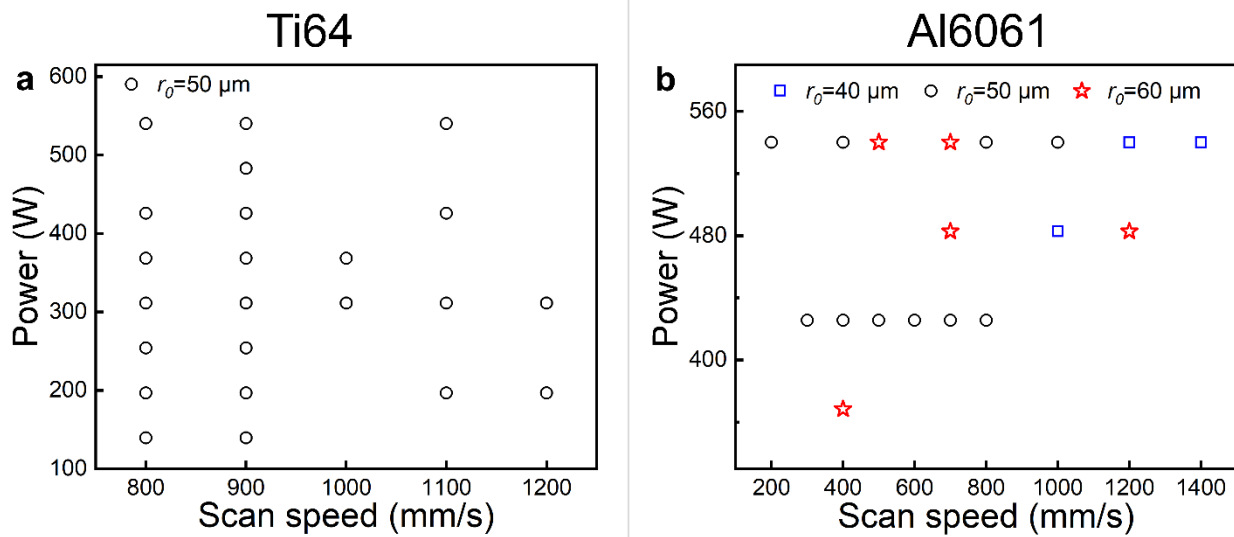 Ti64
a
r0=50 µm
600
500
400
300
200
100
Power (W)
800 900 1000 1100 1200
Scan speed (mm/s)
Al6061
b
r0=40 µm r0=50 µm r0=60 µm
560
480
400
Power (W)
200 400 600 800 1000 1200 1400
Scan speed (mm/s)